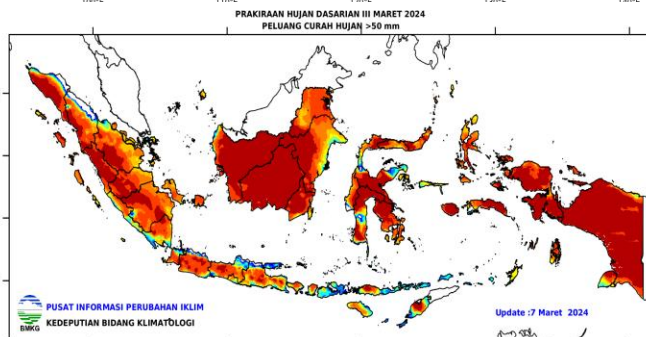 PRAKIRAAN HUJAN DASARIAN III MARET 2024
PELUANG CURAH HUJAN >50 mm
PUSAT INFORMASI PERUBAHAN IKLIM
KEDEPUTIAN BIDANG KLIMATOLOGI
BMKG
Update :7 Maret 2024